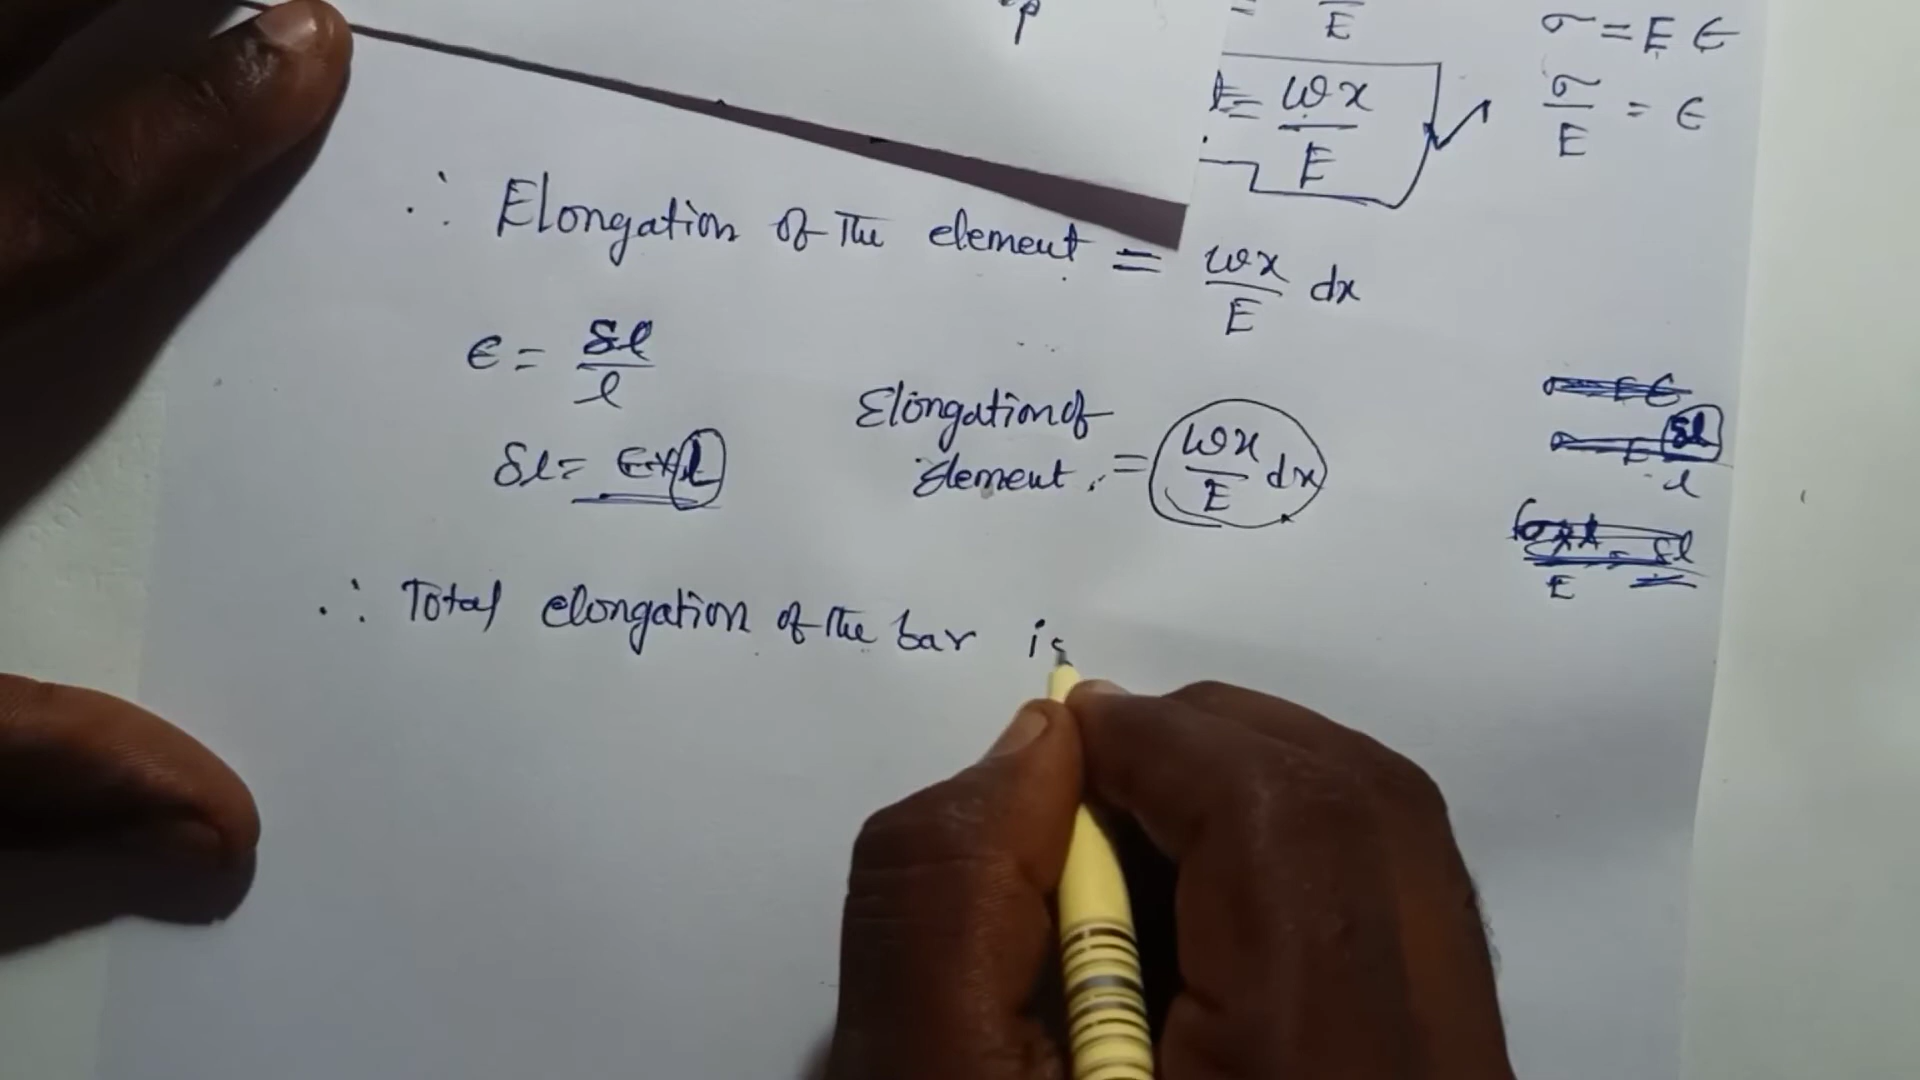 p
= — E
σ = E ϵ
t = ωx / E
σ / E = ϵ
∴ Elongation of the element = ωx / E dx
ϵ = δl / l
Elongation of element = ωx / E dx
δl = ϵ × l
∴ Total elongation of the bar is